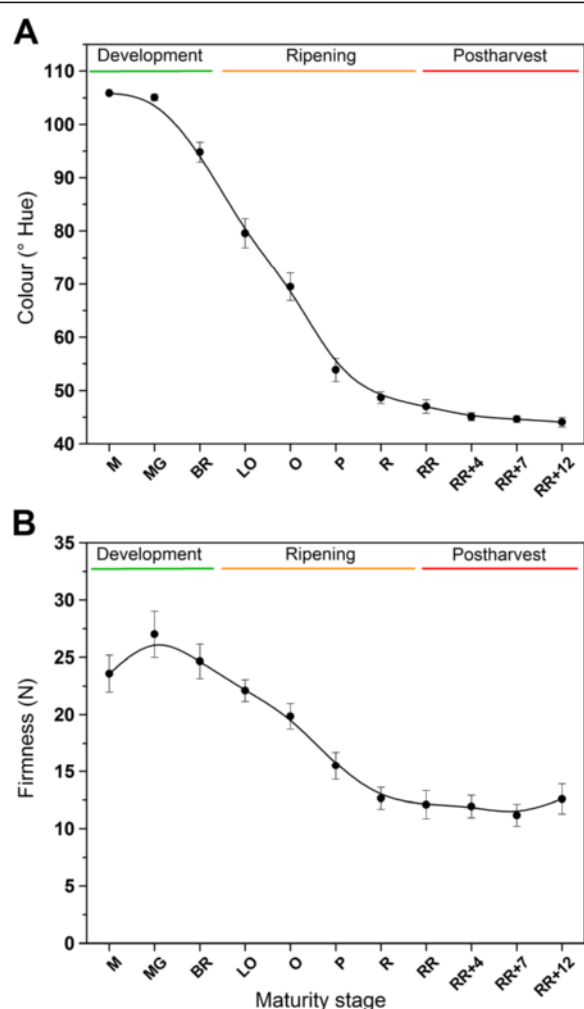 A
Development Ripening Postharvest
110
100
90
80
70
60
50
40
Colour (° Hue)
M MG BR LO O P R RR RR+4 RR+7 RR+12
B
Development Ripening Postharvest
35
30
25
20
15
10
5
0
Firmness (N)
M MG BR LO O P R RR RR+4 RR+7 RR+12
Maturity stage